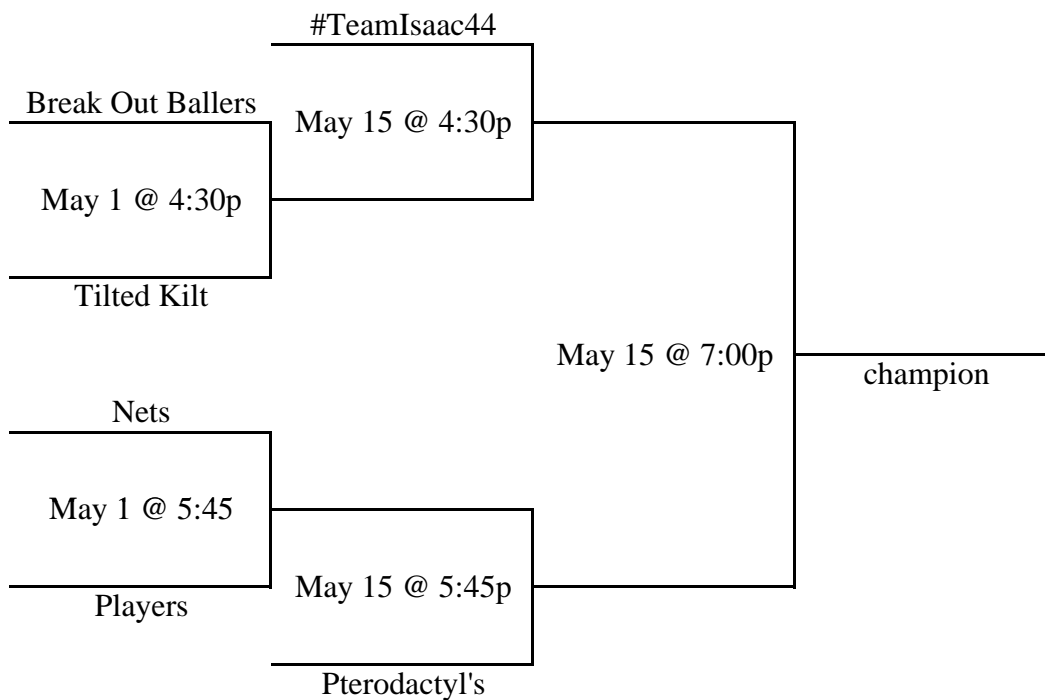 #TeamIsaac44
Break Out Ballers
May 15 @ 4:30p
May 1 @ 4:30p
Tilted Kilt
May 15 @ 7:00p
champion
Nets
May 1 @ 5:45
May 15 @ 5:45p
Players
Pterodactyl's